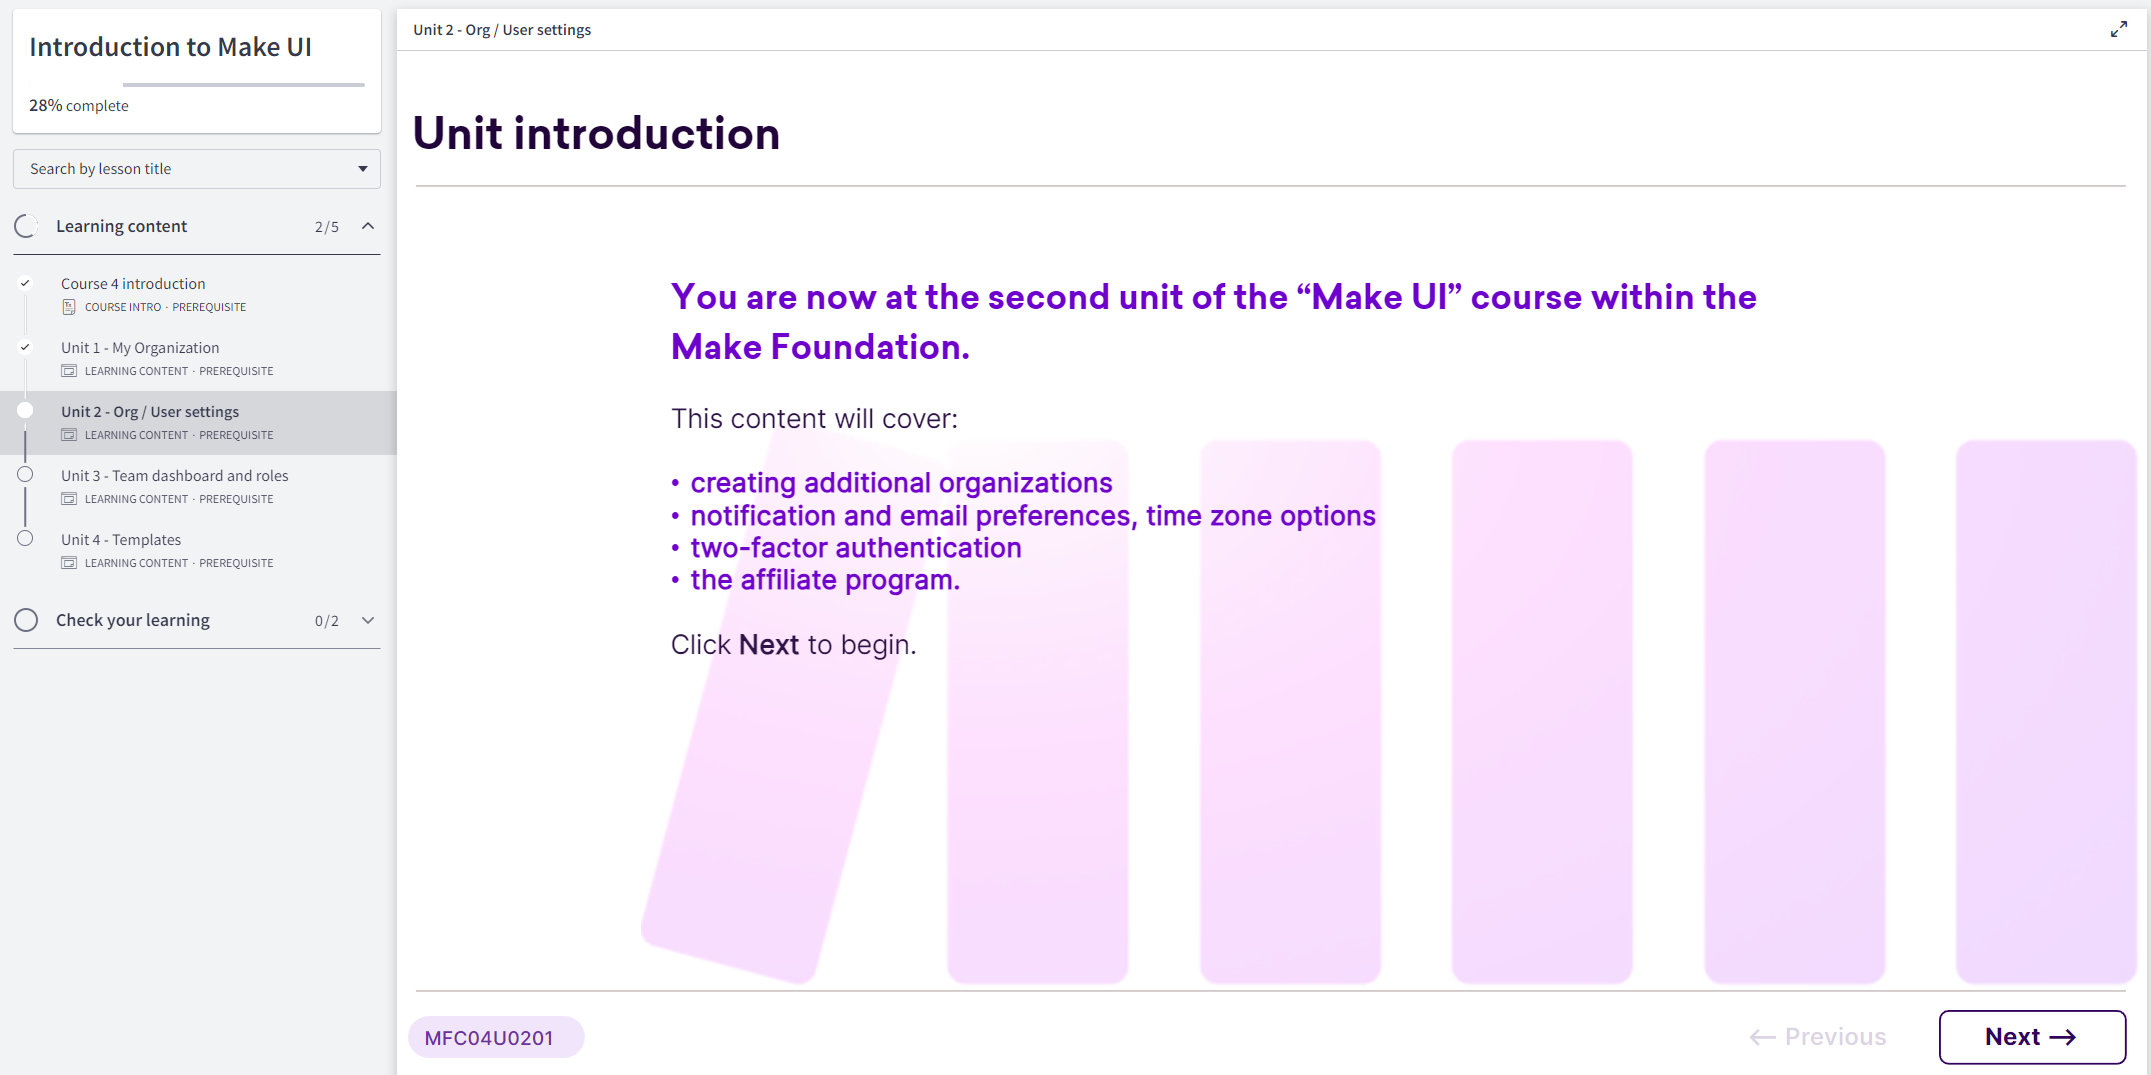 Introduction to Make UI
28% complete
Search by lesson title
Learning content 2/5
Course 4 introduction
COURSE INTRO · PREREQUISITE
Unit 1 - My Organization
LEARNING CONTENT · PREREQUISITE
Unit 2 - Org / User settings
LEARNING CONTENT · PREREQUISITE
Unit 3 - Team dashboard and roles
LEARNING CONTENT · PREREQUISITE
Unit 4 - Templates
LEARNING CONTENT · PREREQUISITE
Check your learning 0/2
Unit 2 - Org / User settings
Unit introduction
You are now at the second unit of the “Make UI” course within the
Make Foundation.
This content will cover:
• creating additional organizations
• notification and email preferences, time zone options
• two-factor authentication
• the affiliate program.
Click Next to begin.
MFC04U0201
← Previous
Next →